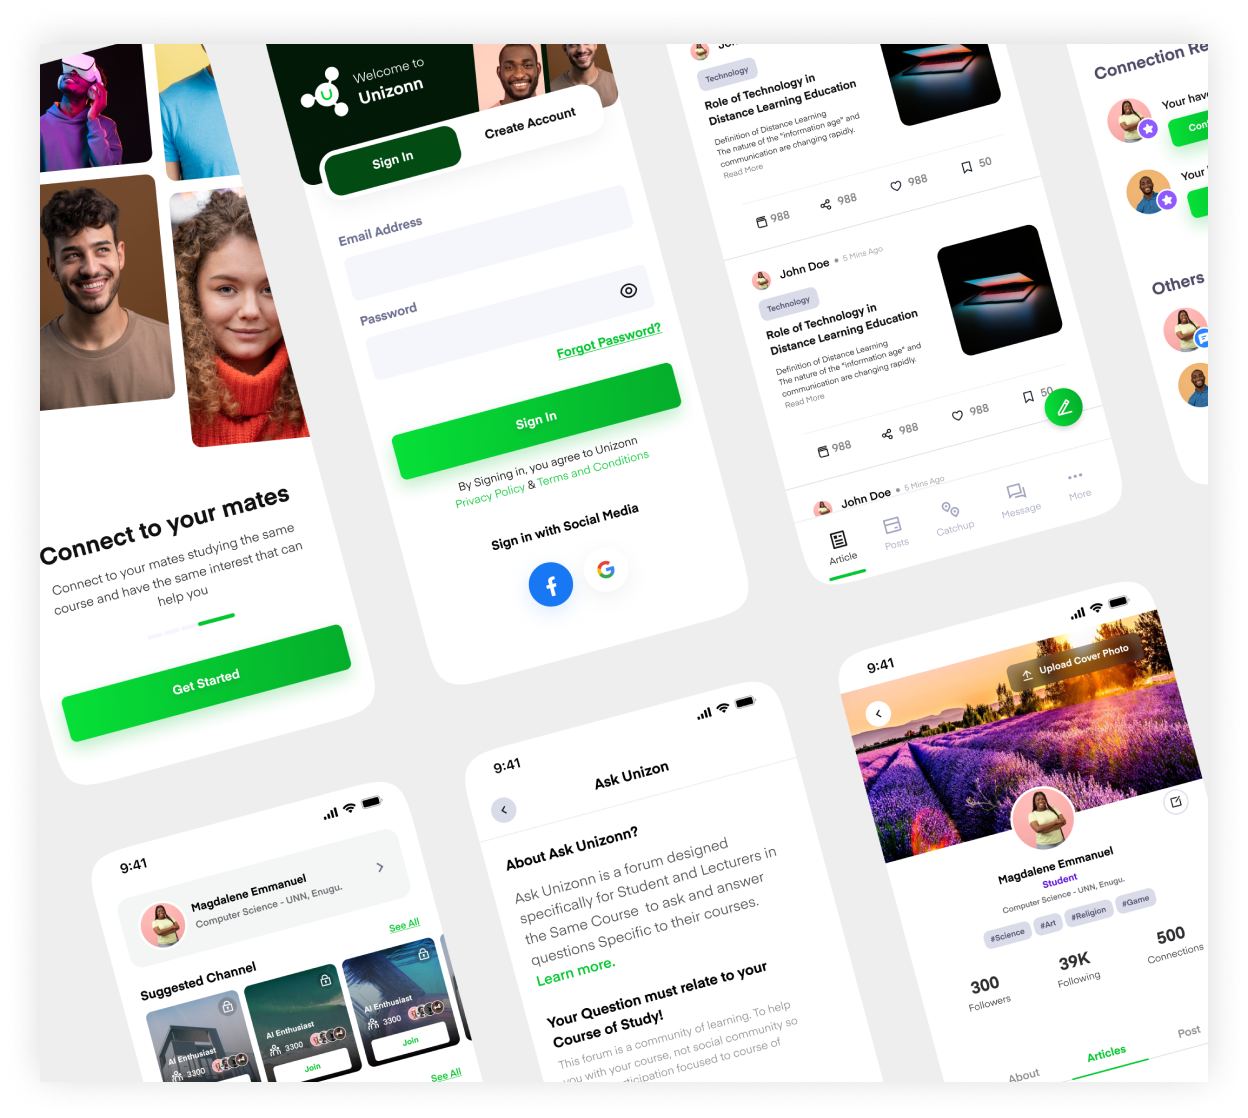 Connect to your mates
Connect to your mates studying the same
course and have the same interest that can
help you
Get Started
Welcome to
Unizonn
Sign In
Create Account
Email Address
Password
Forgot Password?
Sign In
By Signing in, you agree to Unizonn
Privacy Policy & Terms and Conditions
Sign in with Social Media
Technology
Role of Technology in
Distance Learning Education
Definition of Distance Learning
The nature of the "information age" and
communication are changing rapidly.
Read More
988
988
988
50
John Doe • 5 Mins Ago
Technology
Role of Technology in
Distance Learning Education
Definition of Distance Learning
The nature of the "information age" and
communication are changing rapidly.
Read More
988
988
988
50
John Doe • 5 Mins Ago
Article
Posts
Catchup
Message
More
Connection Re
Your have
Your
Others
9:41
Magdalene Emmanuel
Computer Science - UNN, Enugu.
See All
Suggested Channel
AI Enthusiast
3300
AI Enthusiast
3300
Join
AI Enthusiast
3300
Join
See All
9:41
Ask Unizon
About Ask Unizonn?
Ask Unizonn is a forum designed
specifically for Student and Lecturers in
the Same Course to ask and answer
questions Specific to their courses.
Learn more.
Your Question must relate to your
Course of Study!
This forum is a community of learning. To help
you with your course, not social community so
participation focused to course of
9:41
Upload Cover Photo
Magdalene Emmanuel
Student
Computer Science - UNN, Enugu.
#Science
#Art
#Religion
#Game
300
Followers
39K
Following
500
Connections
About
Articles
Post